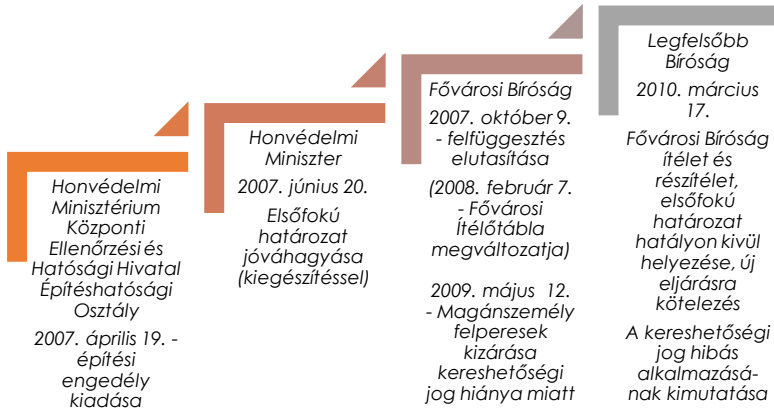 Honvédelmi
Minisztérium
Központi
Ellenőrzési és
Hatósági Hivatal
Építéshatósági
Osztály
2007. április 19. -
építési
engedély
kiadása
Honvédelmi
Miniszter
2007. június 20.
Elsőfokú
határozat
jóváhagyása
(kiegészítéssel)
Fővárosi Bíróság
2007. október 9.
- felfüggesztés
elutasítása
(2008. február 7.
- Fővárosi
Ítélőtábla
megváltozatja)
2009. május 12.
- Magánszemély
felperesek
kizárása
kereshetőségi
jog hiánya miatt
Legfelsőbb
Bíróság
2010. március
17.
Fővárosi Bíróság
ítélet és
részítélet,
elsőfokú
határozat
hatályon kivül
helyezése, új
eljárásra
kötelezés
A kereshetőségi
jog hibás
alkalmazásá-
nak kimutatása